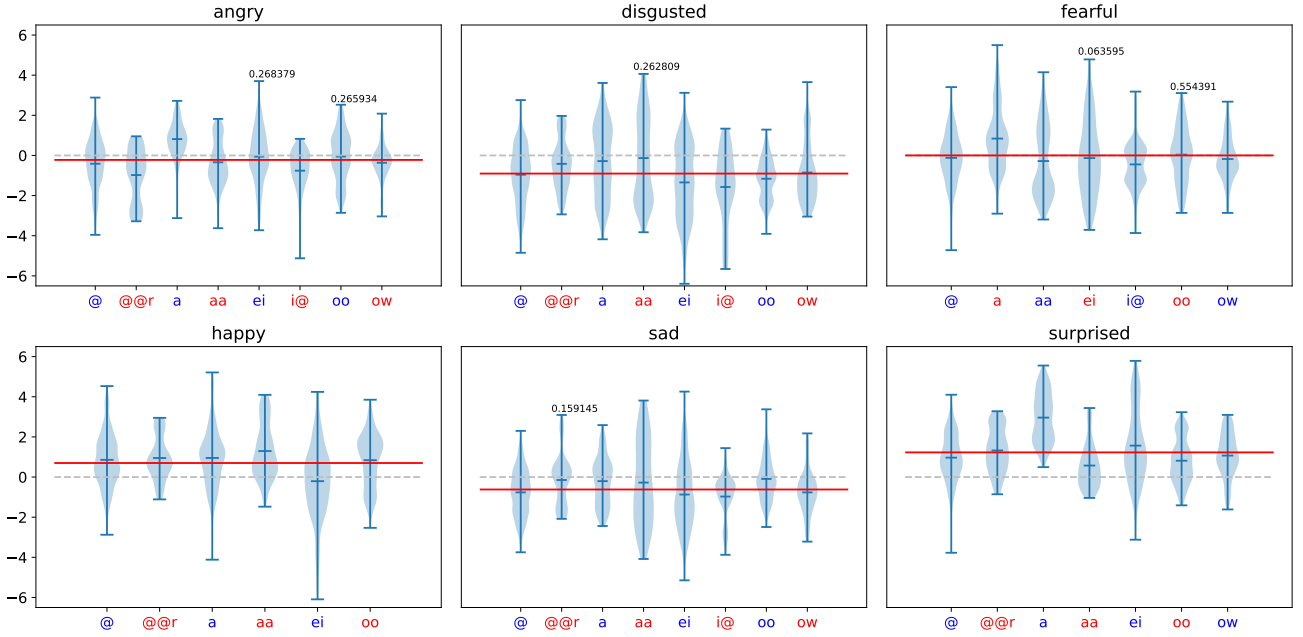 angry
disgusted
fearful
6
4
2
0
−2
−4
−6
0.268379
0.265934
0.262809
0.063595
0.554391
@ @@r a aa ei i@ oo ow
@ @@r a aa ei i@ oo ow
@ a aa ei i@ oo ow
happy
sad
surprised
6
4
2
0
−2
−4
−6
0.159145
@ @@r a aa ei oo
@ @@r a aa ei i@ oo ow
@ @@r a aa ei oo ow